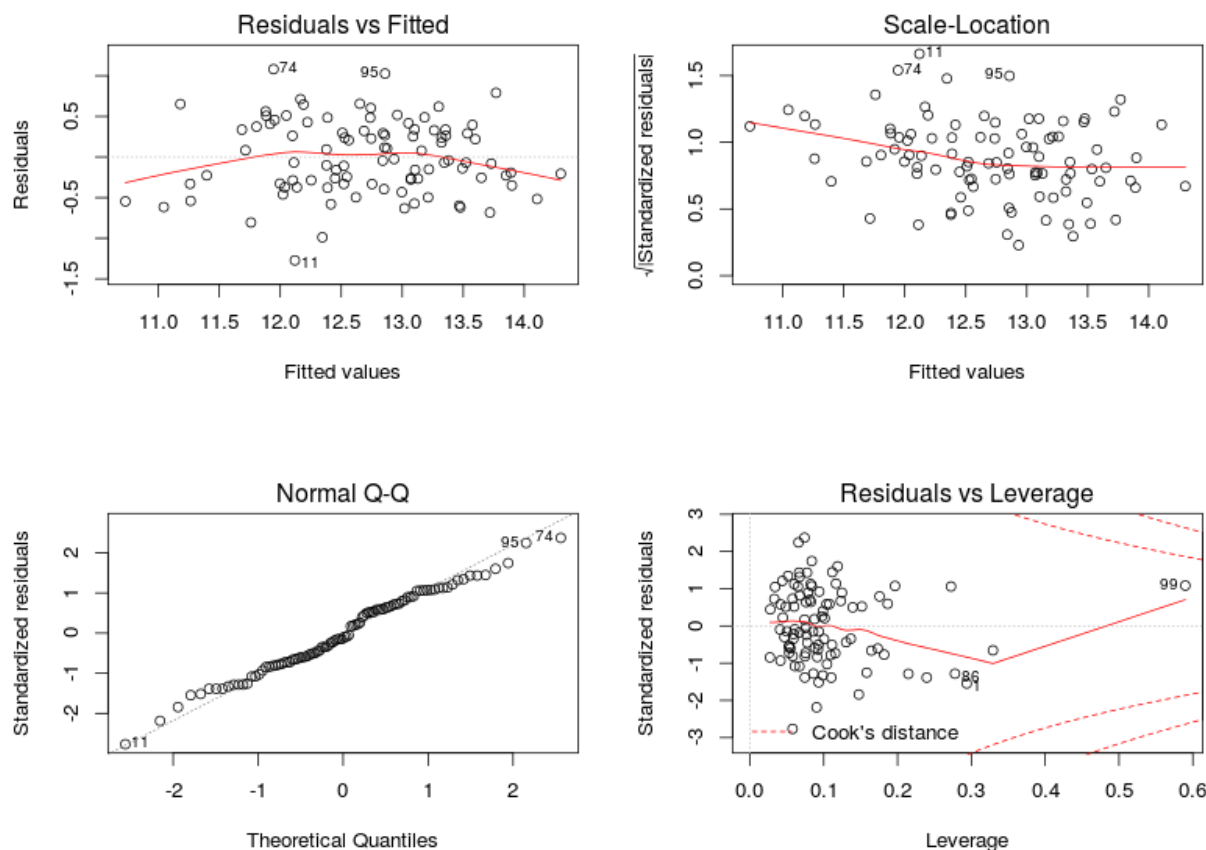 Residuals vs Fitted
Residuals
0.5
-0.5
-1.5
74
95
11
11.0 11.5 12.0 12.5 13.0 13.5 14.0
Fitted values
Scale-Location
√|Standardized residuals|
1.5
1.0
0.5
0.0
11
74
95
11.0 11.5 12.0 12.5 13.0 13.5 14.0
Fitted values
Normal Q-Q
Standardized residuals
2
1
0
-1
-2
95
74
11
-2 -1 0 1 2
Theoretical Quantiles
Residuals vs Leverage
Standardized residuals
3
2
1
0
-1
-2
-3
99
86
1
Cook's distance
0.0 0.1 0.2 0.3 0.4 0.5 0.6
Leverage